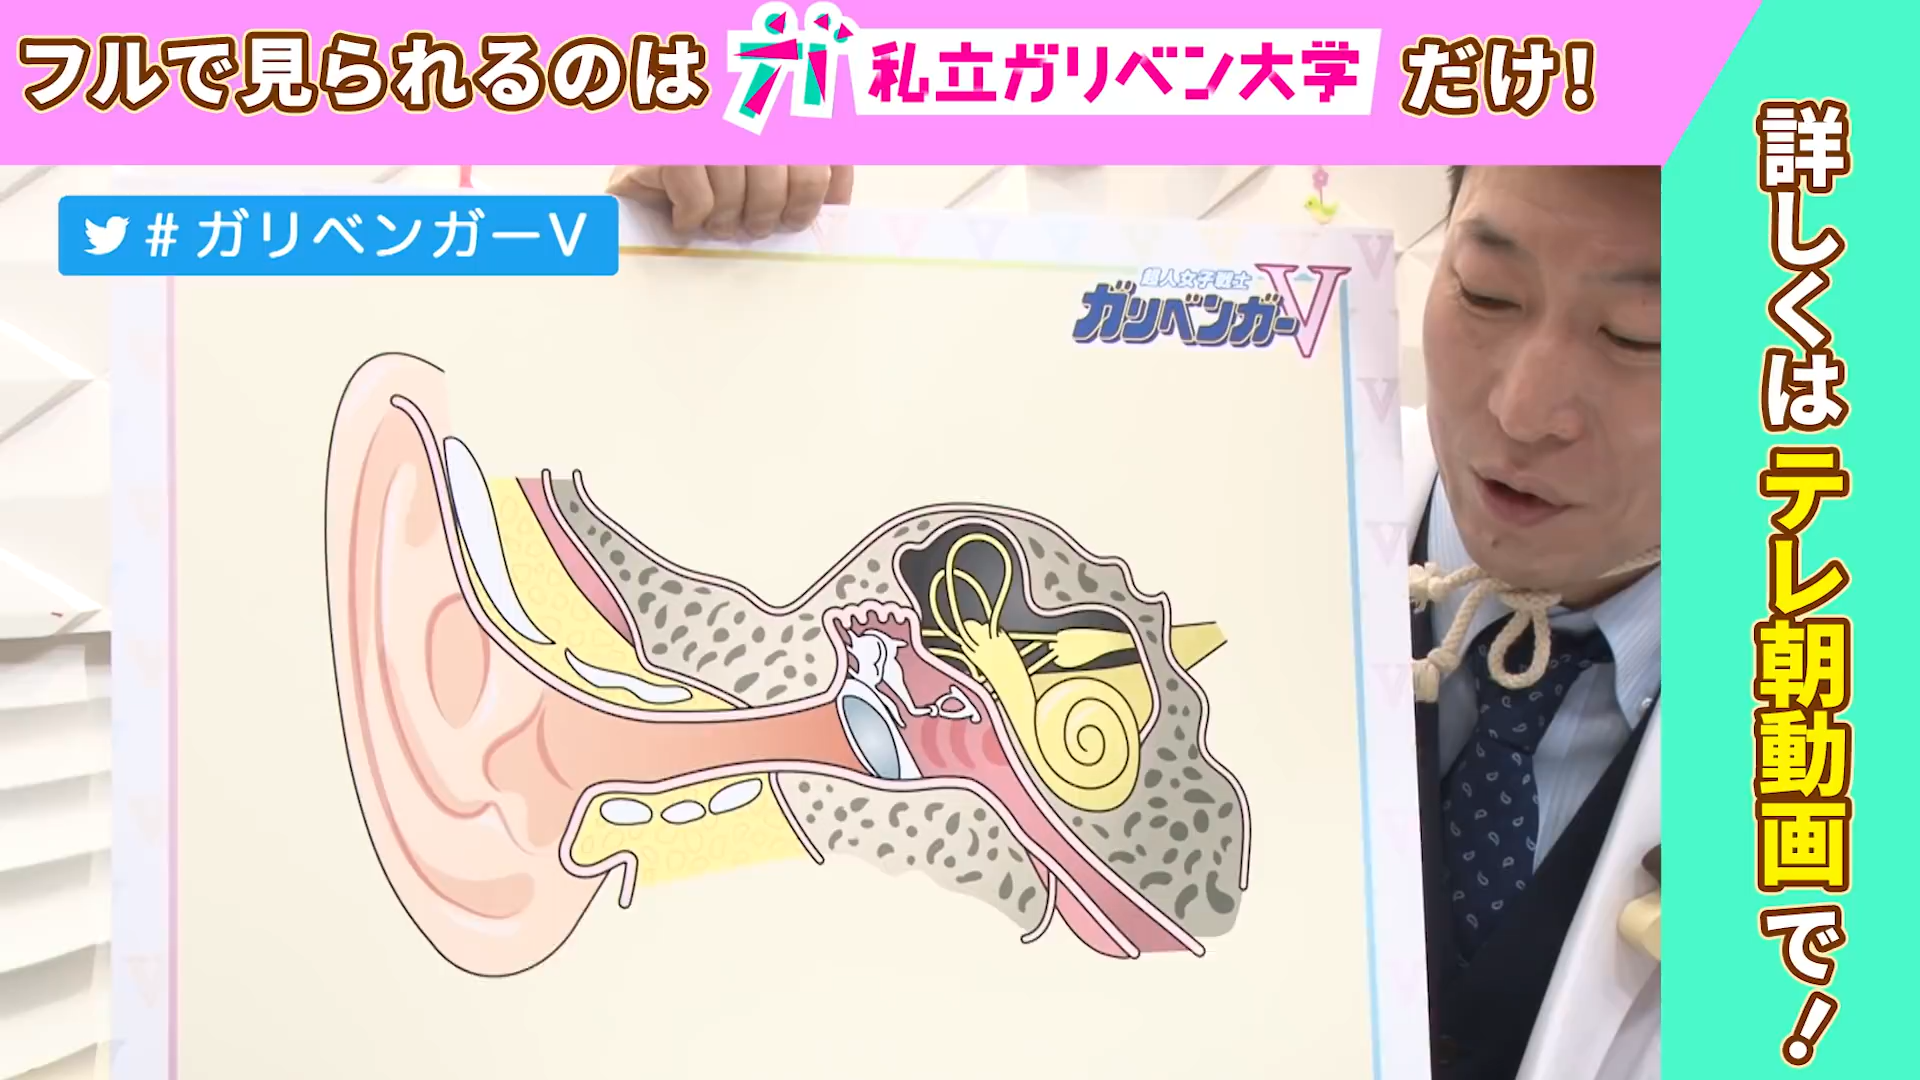 フルで見られるのは ガ 私立ガリベン大学 だけ!
詳しくは テレ朝動画 で!
#ガリベンガーV
超人女子戦士
ガリベンガーV